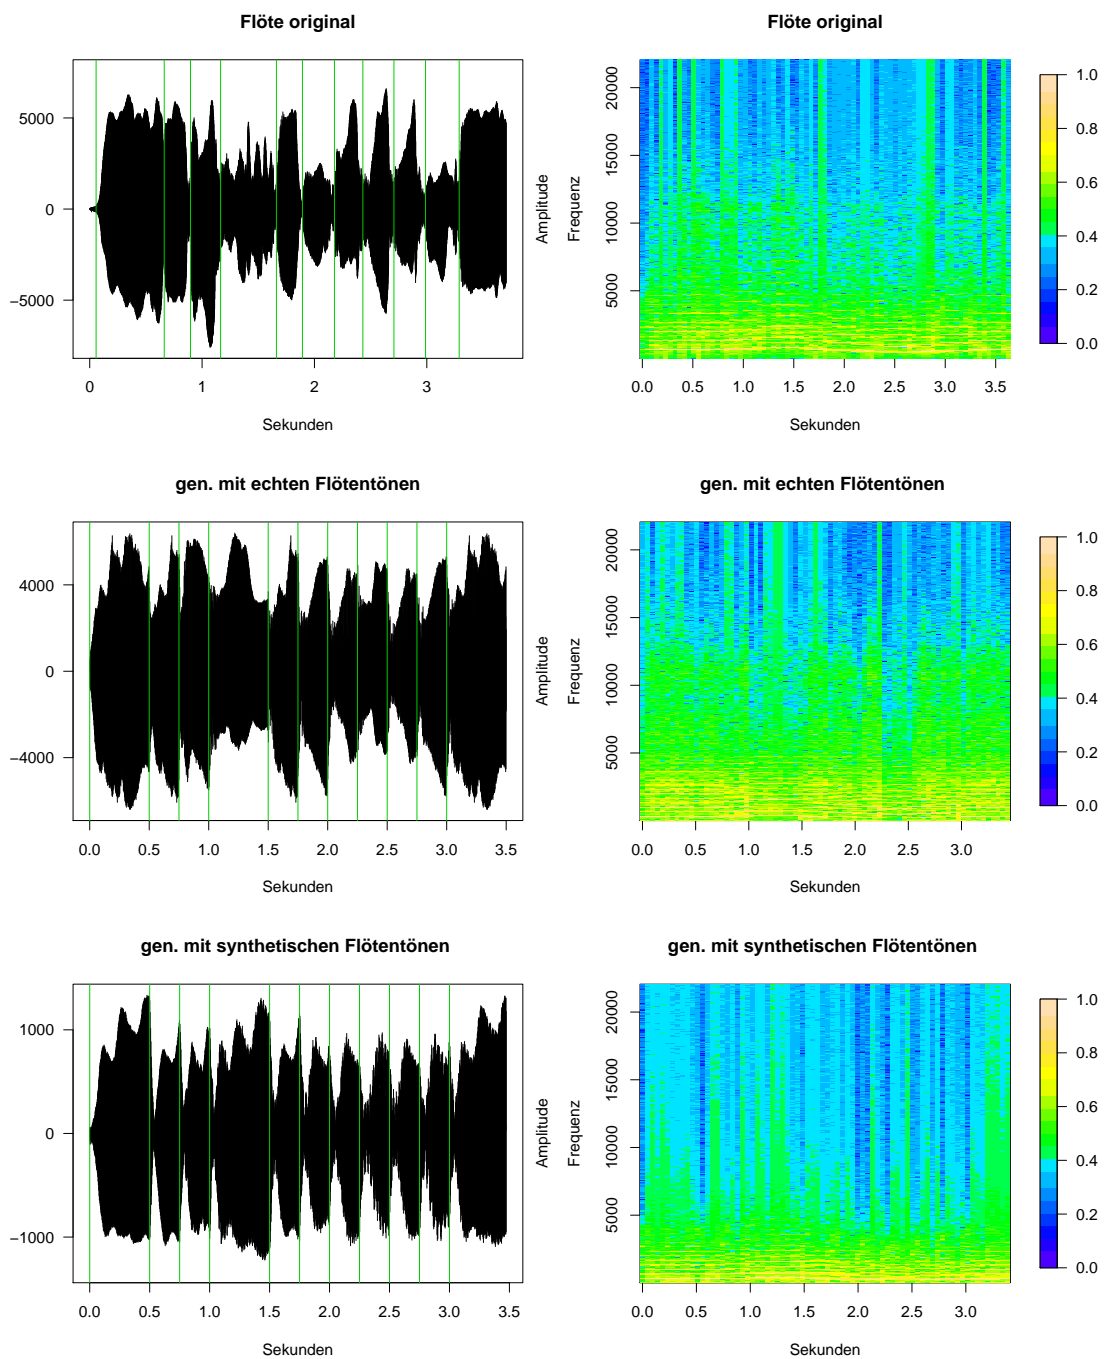 Flöte original
5000
0
−5000
0
1
2
3
Sekunden
Amplitude
Flöte original
Frequenz
20000
15000
10000
5000
0.0 0.5 1.0 1.5 2.0 2.5 3.0 3.5
Sekunden
1.0
0.8
0.6
0.4
0.2
0.0
gen. mit echten Flötentönen
4000
0
−4000
0.0 0.5 1.0 1.5 2.0 2.5 3.0 3.5
Sekunden
Amplitude
gen. mit echten Flötentönen
Frequenz
20000
15000
10000
5000
0.0 0.5 1.0 1.5 2.0 2.5 3.0
Sekunden
1.0
0.8
0.6
0.4
0.2
0.0
gen. mit synthetischen Flötentönen
1000
0
−1000
0.0 0.5 1.0 1.5 2.0 2.5 3.0 3.5
Sekunden
Amplitude
gen. mit synthetischen Flötentönen
Frequenz
20000
15000
10000
5000
0.0 0.5 1.0 1.5 2.0 2.5 3.0
Sekunden
1.0
0.8
0.6
0.4
0.2
0.0